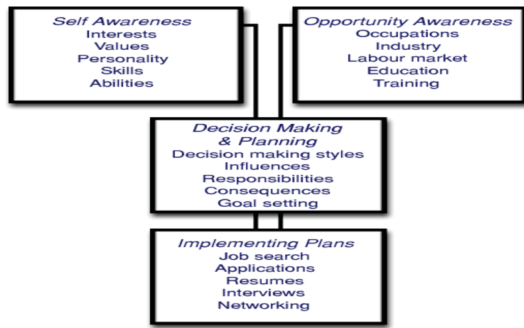 Self Awareness
Interests
Values
Personality
Skills
Abilities
Opportunity Awareness
Occupations
Industry
Labour market
Education
Training
Decision Making
& Planning
Decision making styles
Influences
Responsibilities
Consequences
Goal setting
Implementing Plans
Job search
Applications
Resumes
Interviews
Networking